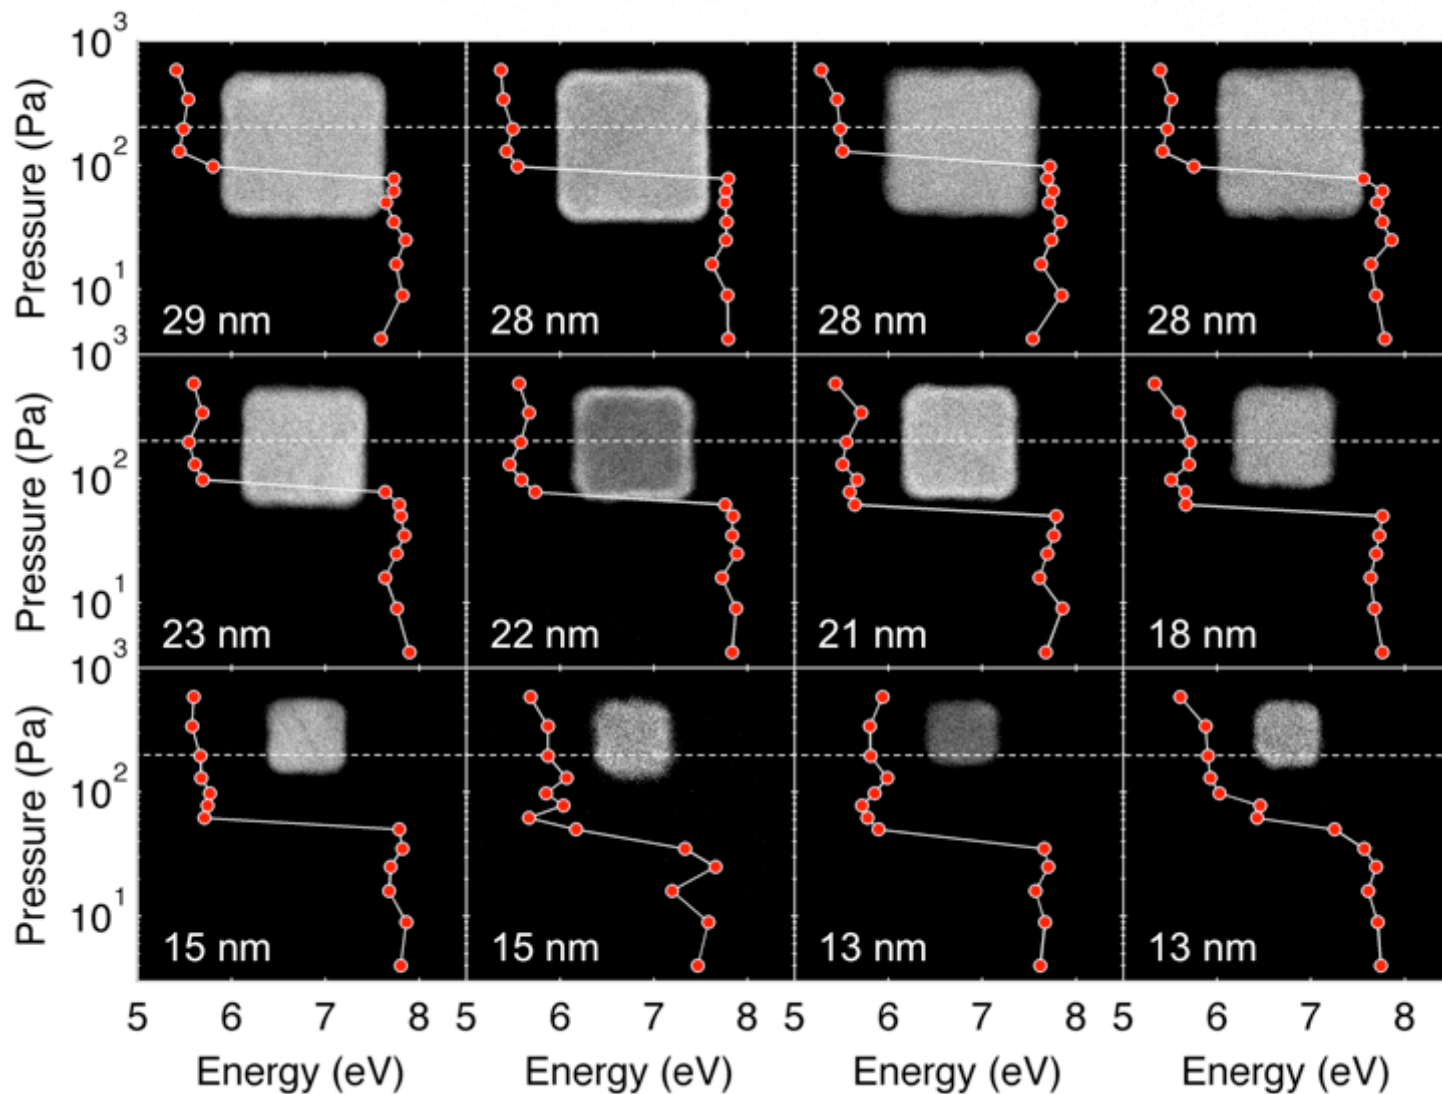 10³
Pressure (Pa)
10²
10¹
29 nm
28 nm
28 nm
28 nm
10³
Pressure (Pa)
10²
10¹
23 nm
22 nm
21 nm
18 nm
10³
Pressure (Pa)
10²
10¹
15 nm
15 nm
13 nm
13 nm
5 6 7 8 5 6 7 8 5 6 7 8 5 6 7 8
Energy (eV) Energy (eV) Energy (eV) Energy (eV)